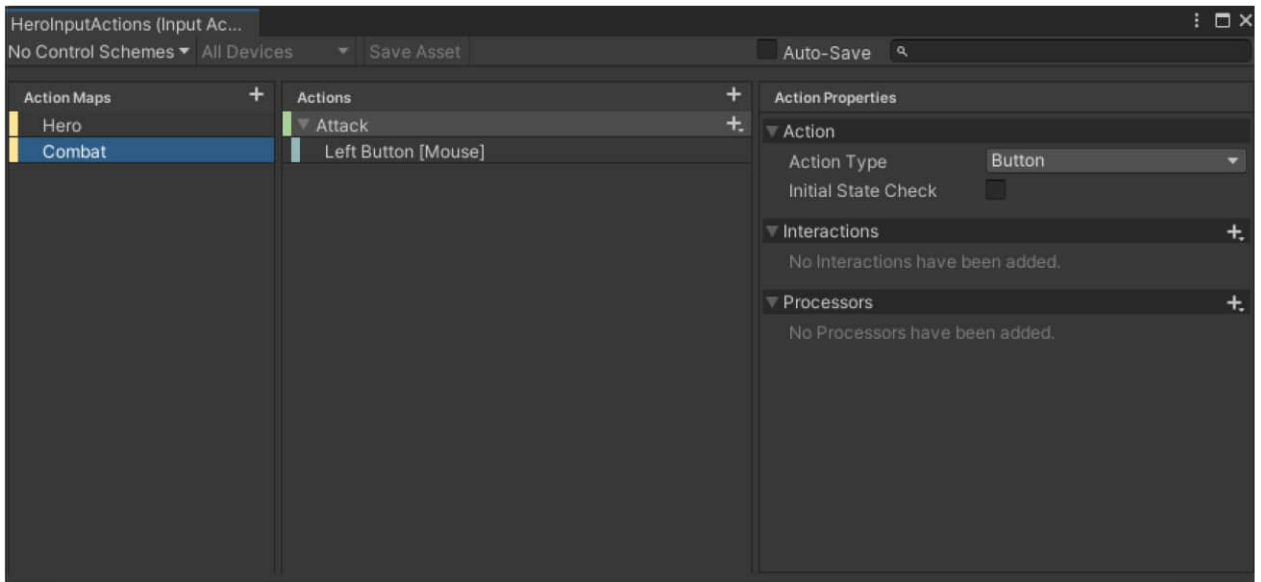 HeroInputActions (Input Ac...
No Control Schemes All Devices Save Asset Auto-Save
Action Maps
Hero
Combat
Actions
Attack
Left Button [Mouse]
Action Properties
Action
Action Type Button
Initial State Check
Interactions
No Interactions have been added.
Processors
No Processors have been added.